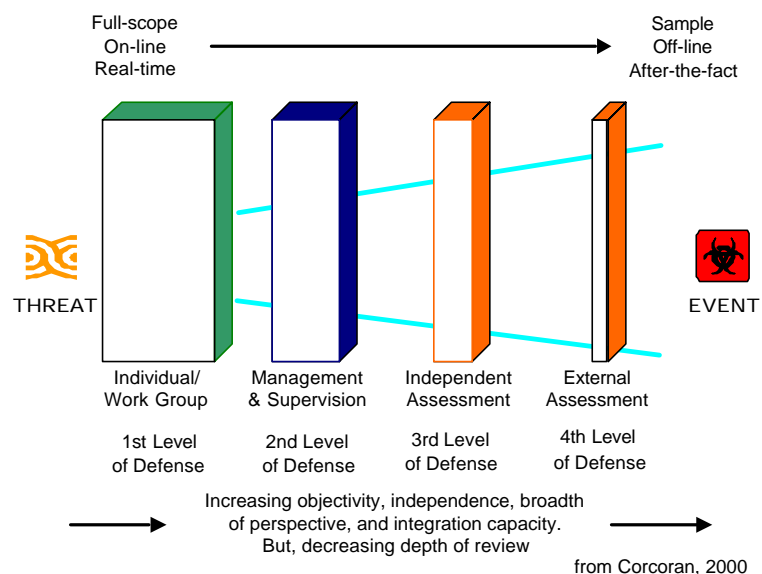 Full-scope
On-line
Real-time
Sample
Off-line
After-the-fact
THREAT
EVENT
Individual/
Work Group
Management
& Supervision
Independent
Assessment
External
Assessment
1st Level
of Defense
2nd Level
of Defense
3rd Level
of Defense
4th Level
of Defense
Increasing objectivity, independence, broadth
of perspective, and integration capacity.
But, decreasing depth of review
from Corcoran, 2000